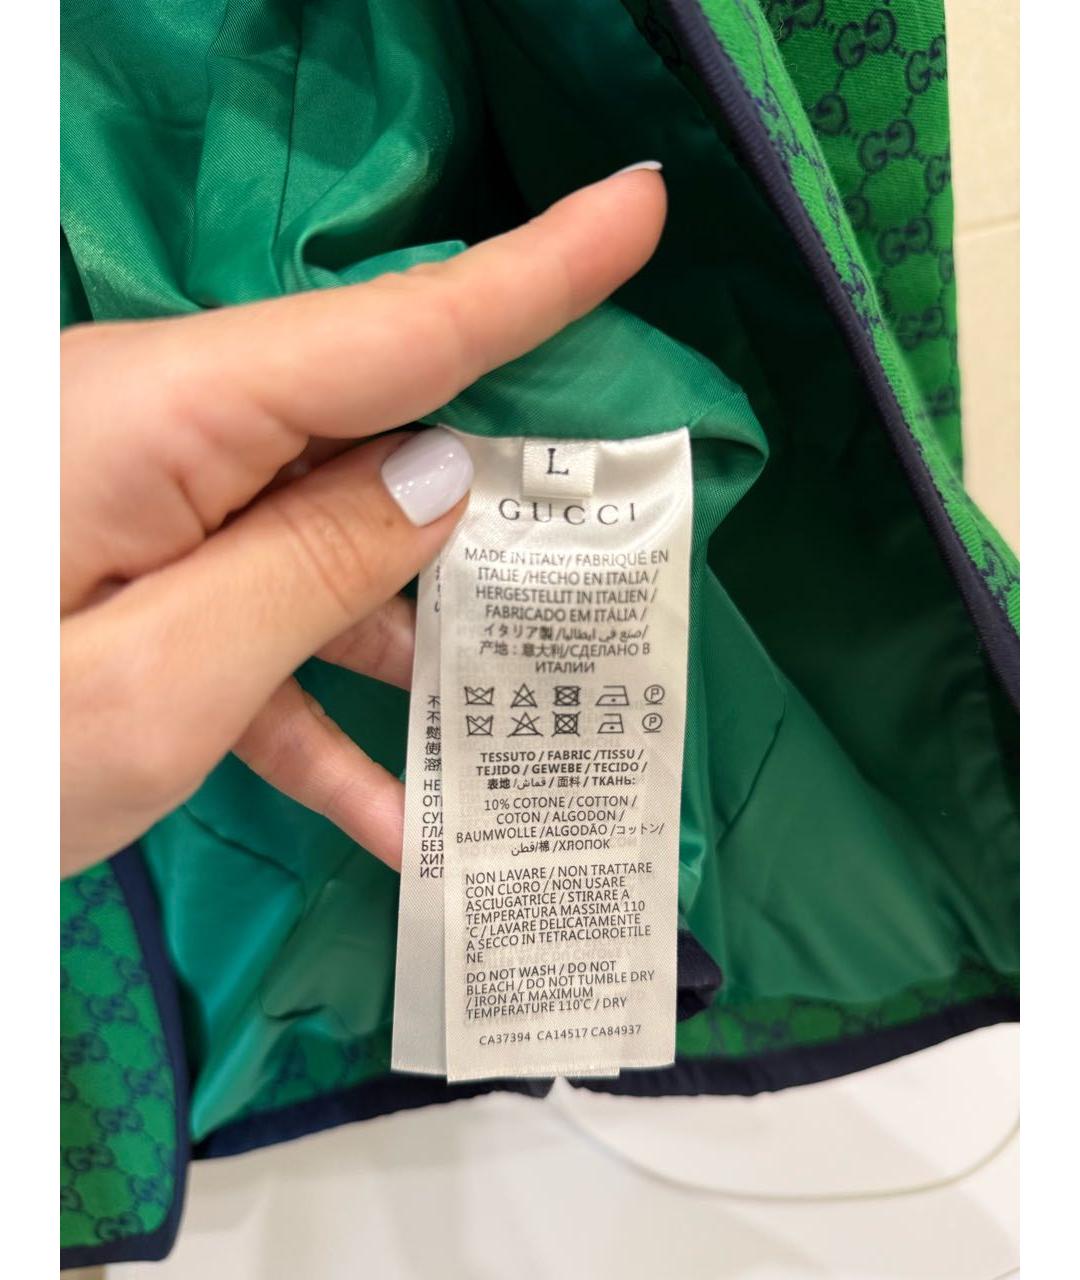 L
GUCCI
MADE IN ITALY/ FABRIQUÉ EN
ITALIE /HECHO EN ITALIA /
HERGESTELLT IN ITALIEN /
FABRICADO EM ITÁLIA /
イタリア製 /صنع في ايطاليا/
产地：意大利/СДЕЛАНО В
ИТАЛИИ
TESSUTO / FABRIC /TISSU /
TEJIDO / GEWEBE / TECIDO /
表地 /قماش / 面料 / ТКАНЬ:
10% COTONE / COTTON /
COTON / ALGODON /
BAUMWOLLE /ALGODÃO /コットン/
قطن/棉 /ХЛОПОК
NON LAVARE / NON TRATTARE
CON CLORO / NON USARE
ASCIUGATRICE / STIRARE A
TEMPERATURA MASSIMA 110
°C / LAVARE DELICATAMENTE
A SECCO IN TETRACLOROETILE
NE
DO NOT WASH / DO NOT
BLEACH / DO NOT TUMBLE DRY
/ IRON AT MAXIMUM
TEMPERATURE 110°C / DRY
CA37394 CA14517 CA84937